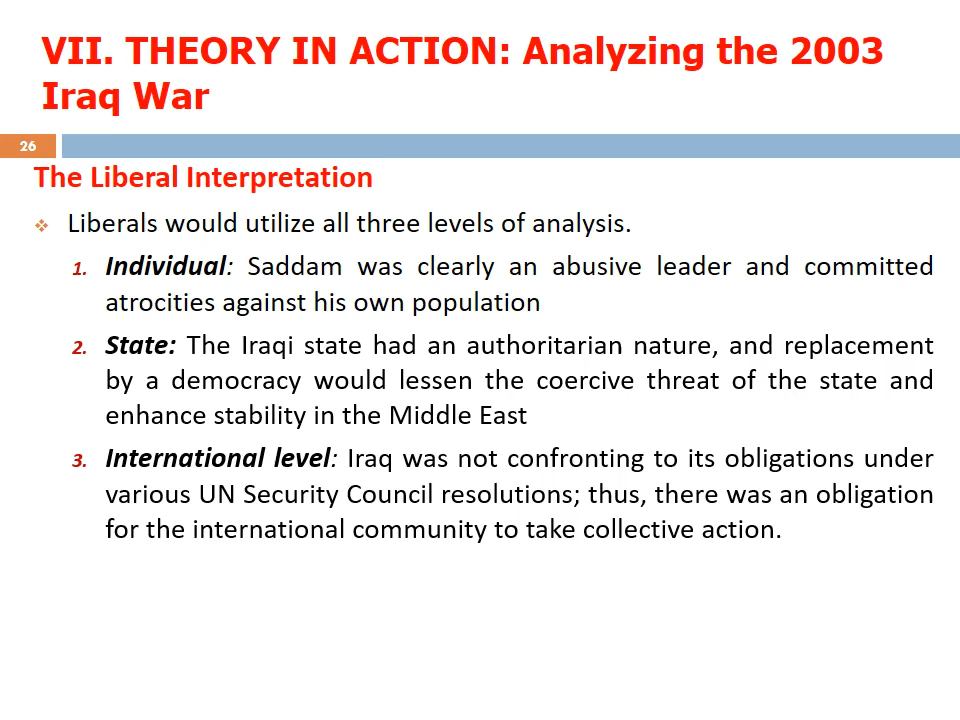 VII. THEORY IN ACTION: Analyzing the 2003
Iraq War
26
The Liberal Interpretation
Liberals would utilize all three levels of analysis.
1. Individual: Saddam was clearly an abusive leader and committed
atrocities against his own population
2. State: The Iraqi state had an authoritarian nature, and replacement
by a democracy would lessen the coercive threat of the state and
enhance stability in the Middle East
3. International level: Iraq was not confronting to its obligations under
various UN Security Council resolutions; thus, there was an obligation
for the international community to take collective action.